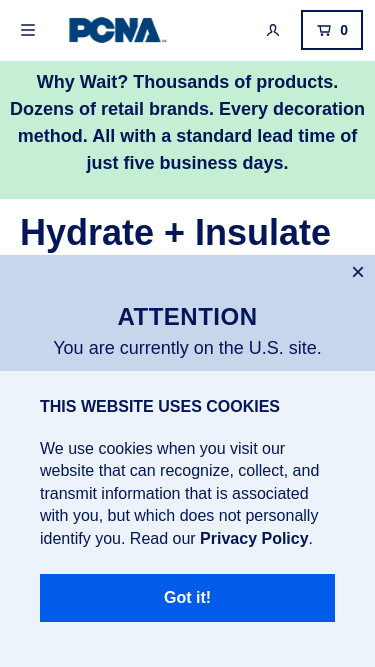 PCNA
0
Why Wait? Thousands of products.
Dozens of retail brands. Every decoration
method. All with a standard lead time of
just five business days.
Hydrate + Insulate
ATTENTION
You are currently on the U.S. site.
THIS WEBSITE USES COOKIES
We use cookies when you visit our
website that can recognize, collect, and
transmit information that is associated
with you, but which does not personally
identify you. Read our Privacy Policy.
Got it!